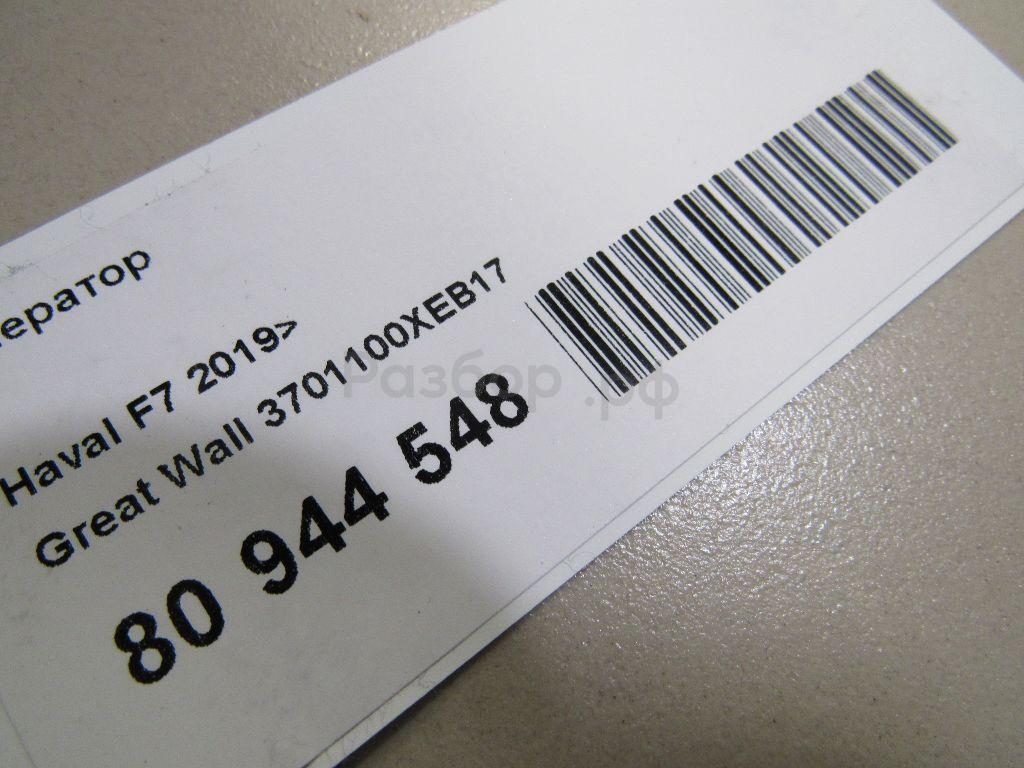 ератор
Haval F7 2019>
Great Wall 3701100XEB17
80 944 548
Разбор.рф